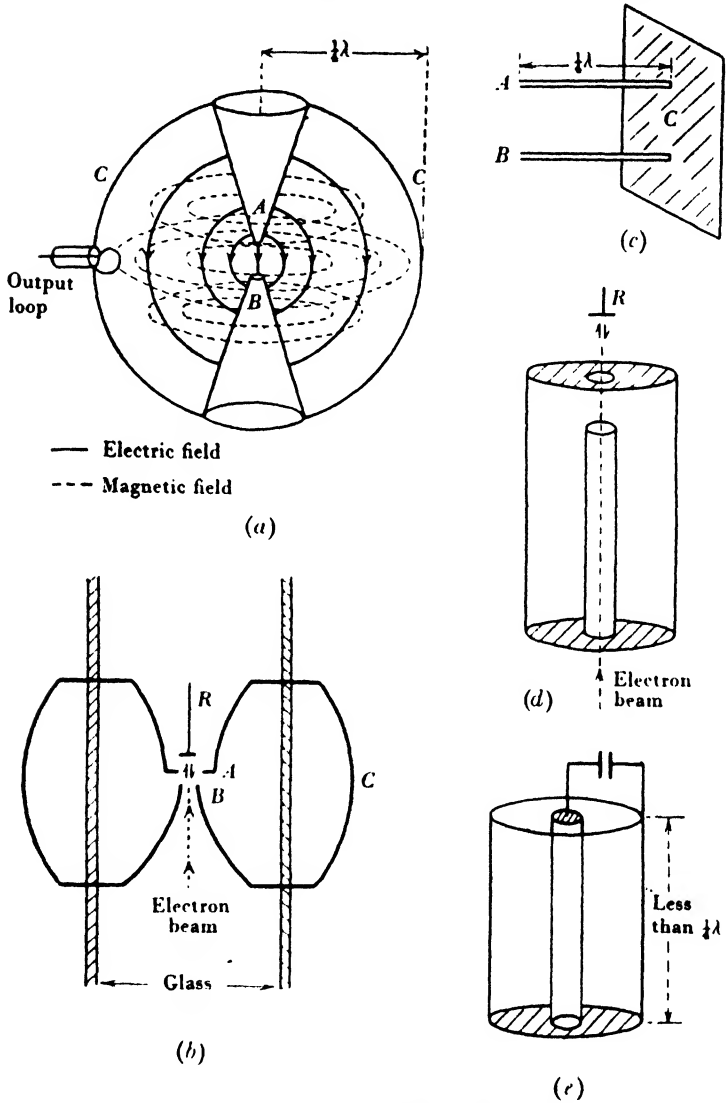 ¼λ
C
C
A
B
Output
loop
Electric field
Magnetic field
(a)
¼λ
A
B
C
(c)
R
Electron
beam
(d)
R
A
B
C
Electron
beam
Glass
(b)
Less
than ¼λ
(e)